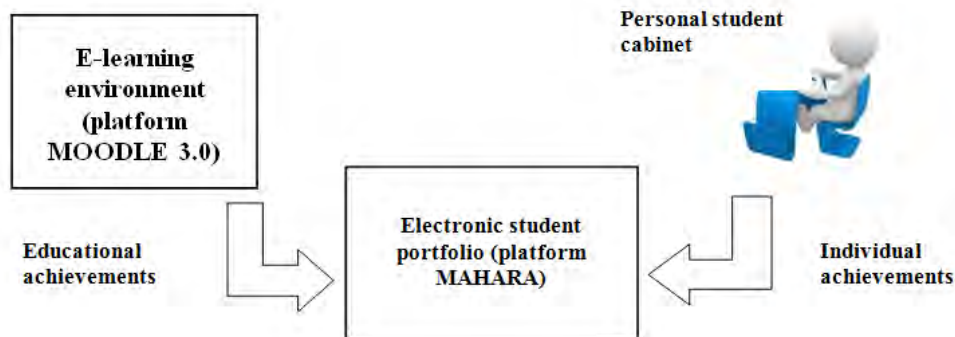 E-learning
environment
(platform
MOODLE 3.0)
Personal student
cabinet
Educational
achievements
Electronic student
portfolio (platform
MAHARA)
Individual
achievements